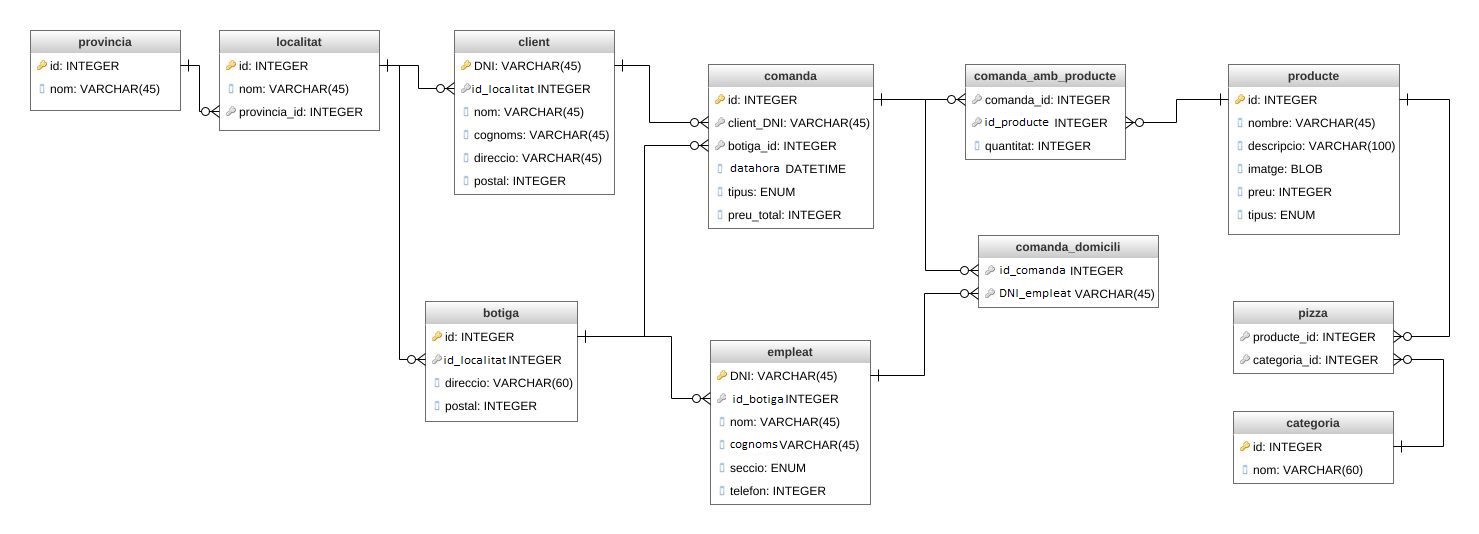 provincia
id: INTEGER
nom: VARCHAR(45)
localitat
id: INTEGER
nom: VARCHAR(45)
provincia_id: INTEGER
client
DNI: VARCHAR(45)
id_localitat INTEGER
nom: VARCHAR(45)
cognoms: VARCHAR(45)
direccio: VARCHAR(45)
postal: INTEGER
comanda
id: INTEGER
client_DNI: VARCHAR(45)
botiga_id: INTEGER
datahora DATETIME
tipus: ENUM
preu_total: INTEGER
comanda_amb_producte
comanda_id: INTEGER
id_producte INTEGER
quantitat: INTEGER
producte
id: INTEGER
nombre: VARCHAR(45)
descripcio: VARCHAR(100)
imatge: BLOB
preu: INTEGER
tipus: ENUM
comanda_domicili
id_comanda INTEGER
DNI_empleat VARCHAR(45)
botiga
id: INTEGER
id_localitat INTEGER
direccio: VARCHAR(60)
postal: INTEGER
empleat
DNI: VARCHAR(45)
id_botiga INTEGER
nom: VARCHAR(45)
cognoms VARCHAR(45)
seccio: ENUM
telefon: INTEGER
pizza
producte_id: INTEGER
categoria_id: INTEGER
categoria
id: INTEGER
nom: VARCHAR(60)